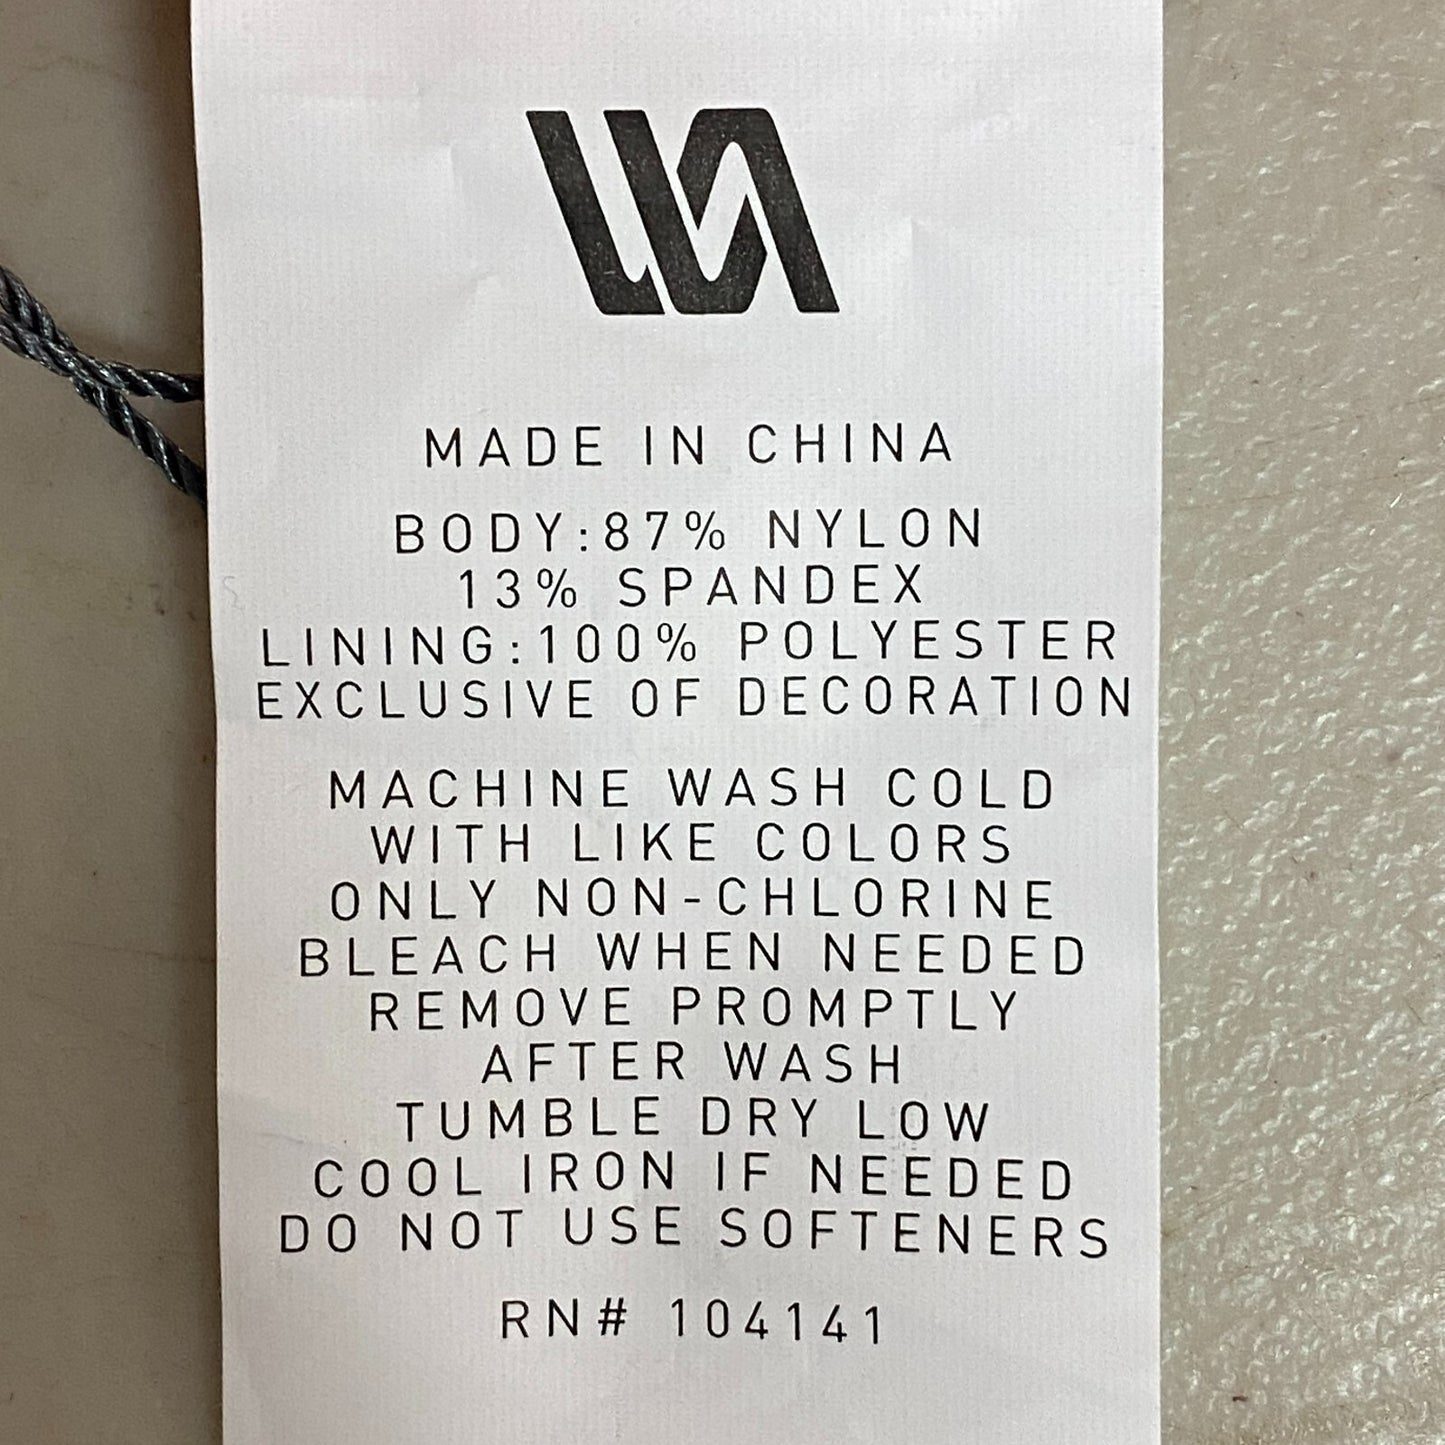 MADE IN CHINA
BODY:87% NYLON
13% SPANDEX
LINING:100% POLYESTER
EXCLUSIVE OF DECORATION
MACHINE WASH COLD
WITH LIKE COLORS
ONLY NON-CHLORINE
BLEACH WHEN NEEDED
REMOVE PROMPTLY
AFTER WASH
TUMBLE DRY LOW
COOL IRON IF NEEDED
DO NOT USE SOFTENERS
RN# 104141